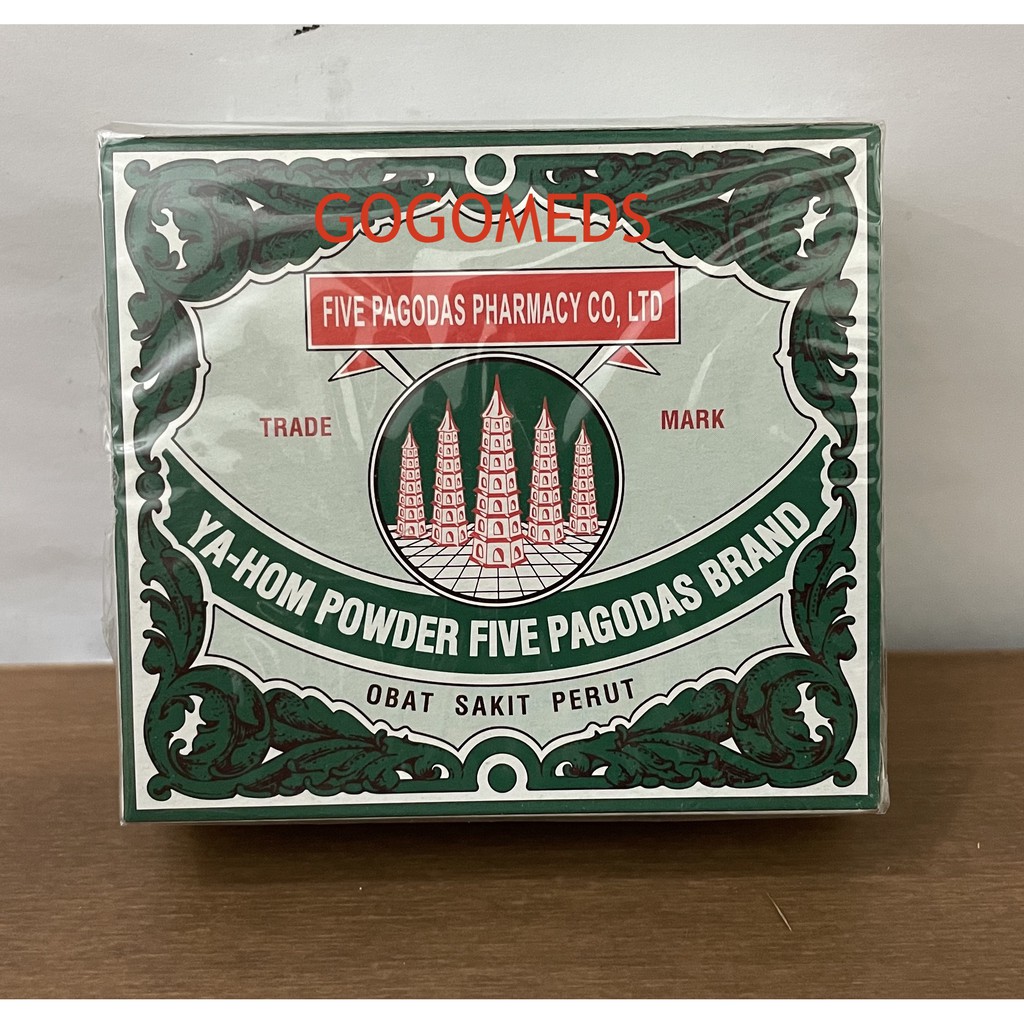 GOGOMEDS
FIVE PAGODAS PHARMACY CO, LTD
TRADE MARK
YA-HOM POWDER FIVE PAGODAS BRAND
OBAT SAKIT PERUT